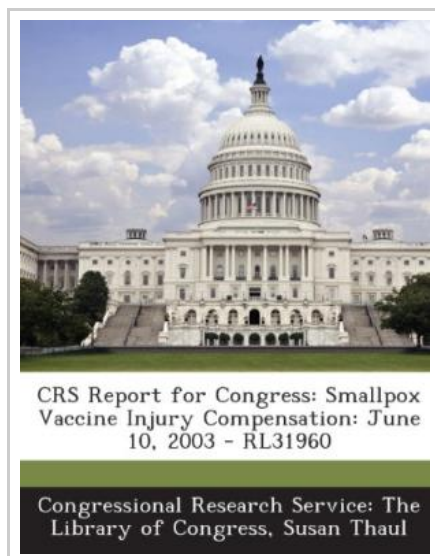 CRS Report for Congress: Smallpox
Vaccine Injury Compensation: June
10, 2003 - RL31960
Congressional Research Service: The
Library of Congress, Susan Thaul